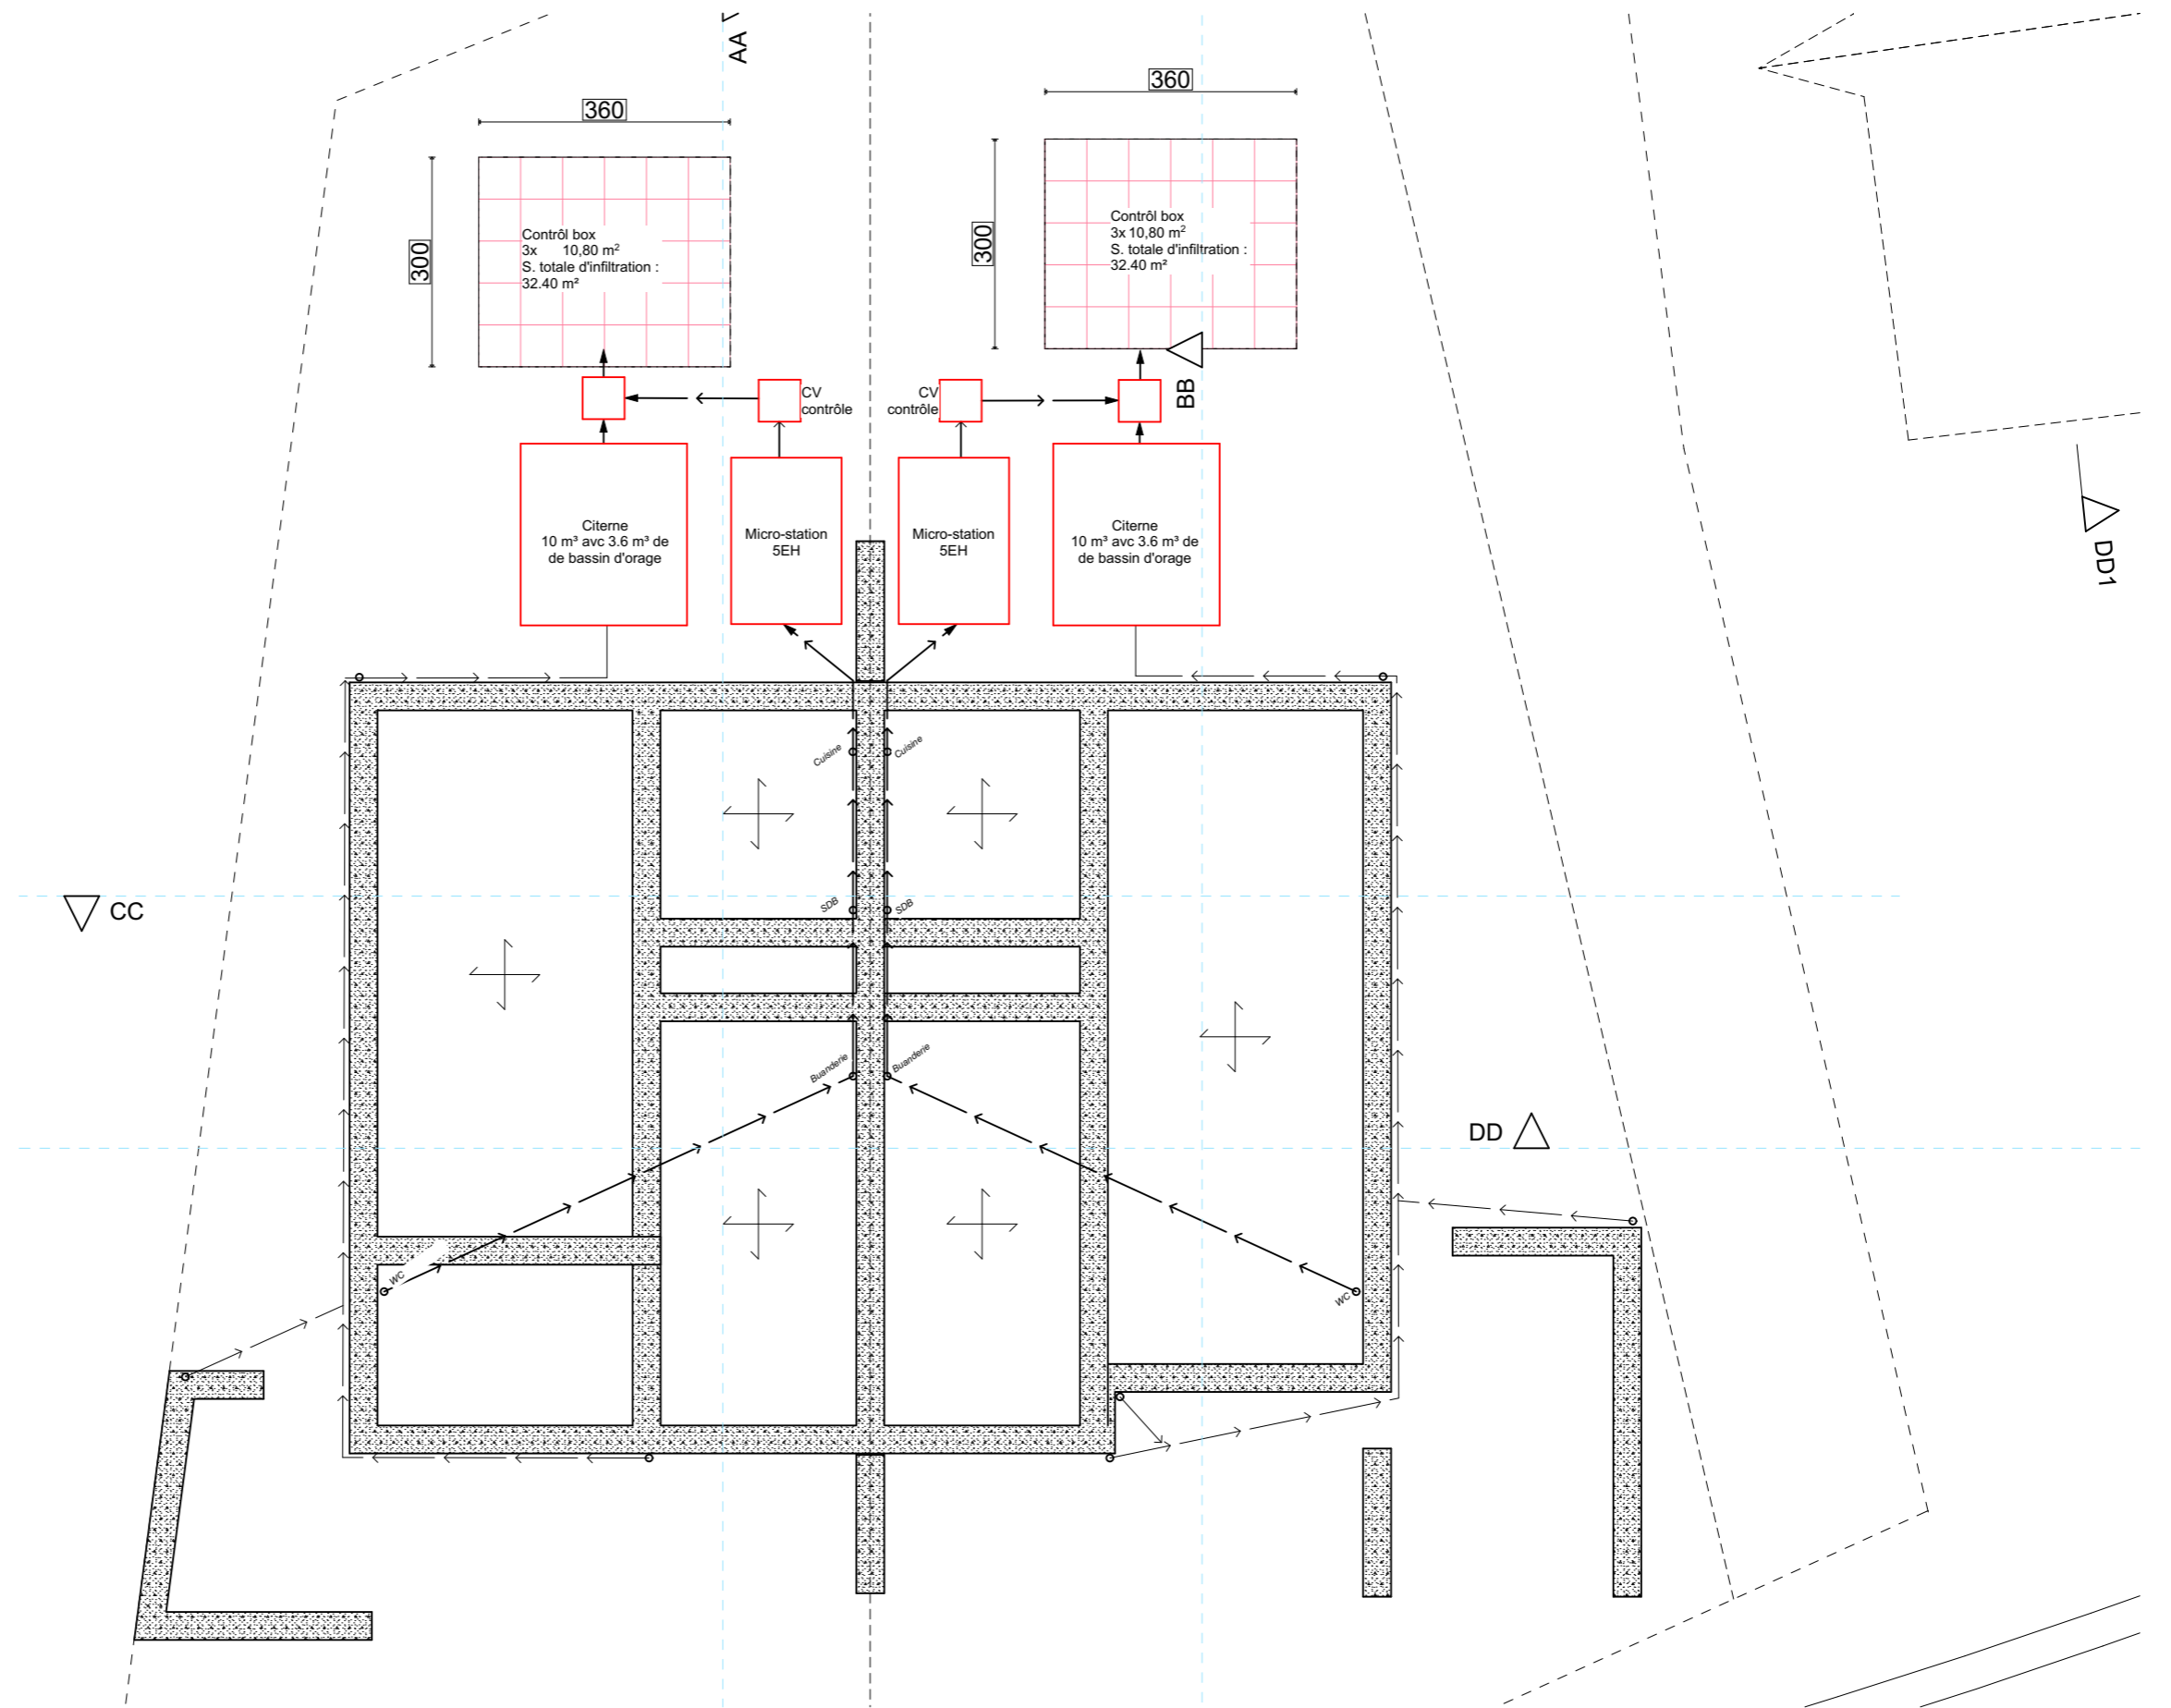 AA
360
360
300
300
Contrôl box
3x 10,80 m²
S. totale d'infiltration :
32.40 m²
Contrôl box
3x 10,80 m²
S. totale d'infiltration :
32.40 m²
CV
contrôle
CV
contrôle
BB
Citerne
10 m³ avc 3.6 m³ de
de bassin d'orage
Micro-station
5EH
Micro-station
5EH
Citerne
10 m³ avc 3.6 m³ de
de bassin d'orage
DD1
Cuisine
Cuisine
SDB
SDB
CC
Buanderie
Buanderie
DD
WC
WC